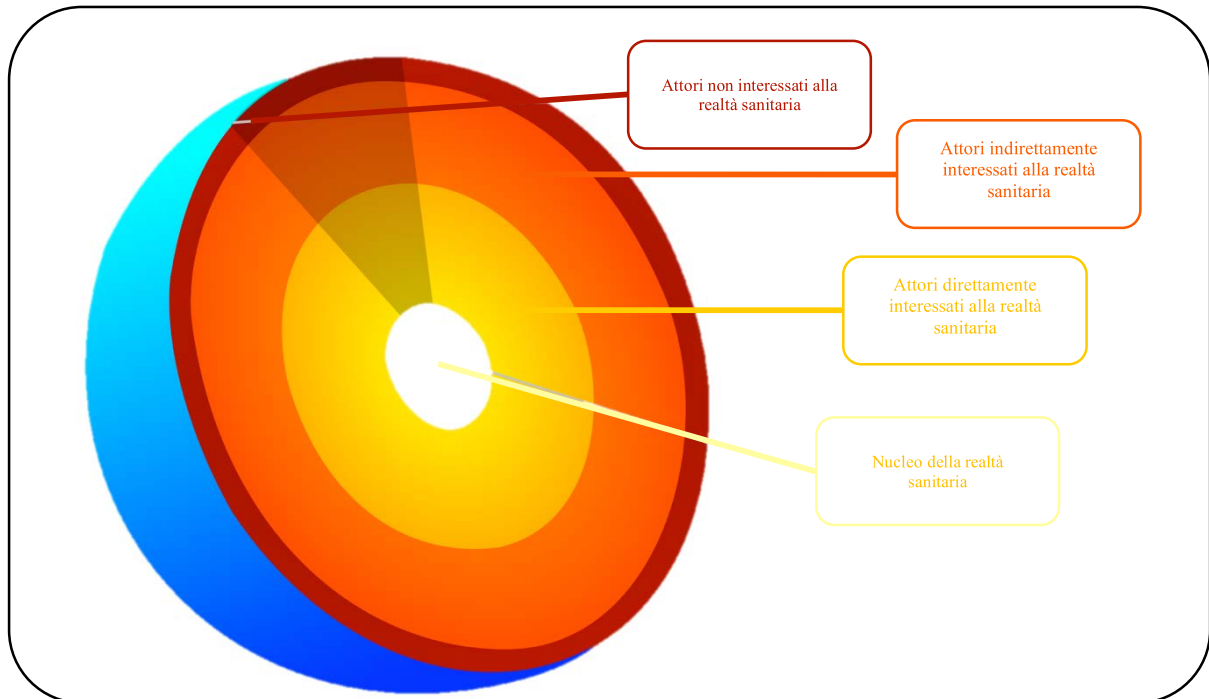 Attori non interessati alla
realtà sanitaria
Attori indirettamente
interessati alla realtà
sanitaria
Attori direttamente
interessati alla realtà
sanitaria
Nucleo della realtà
sanitaria